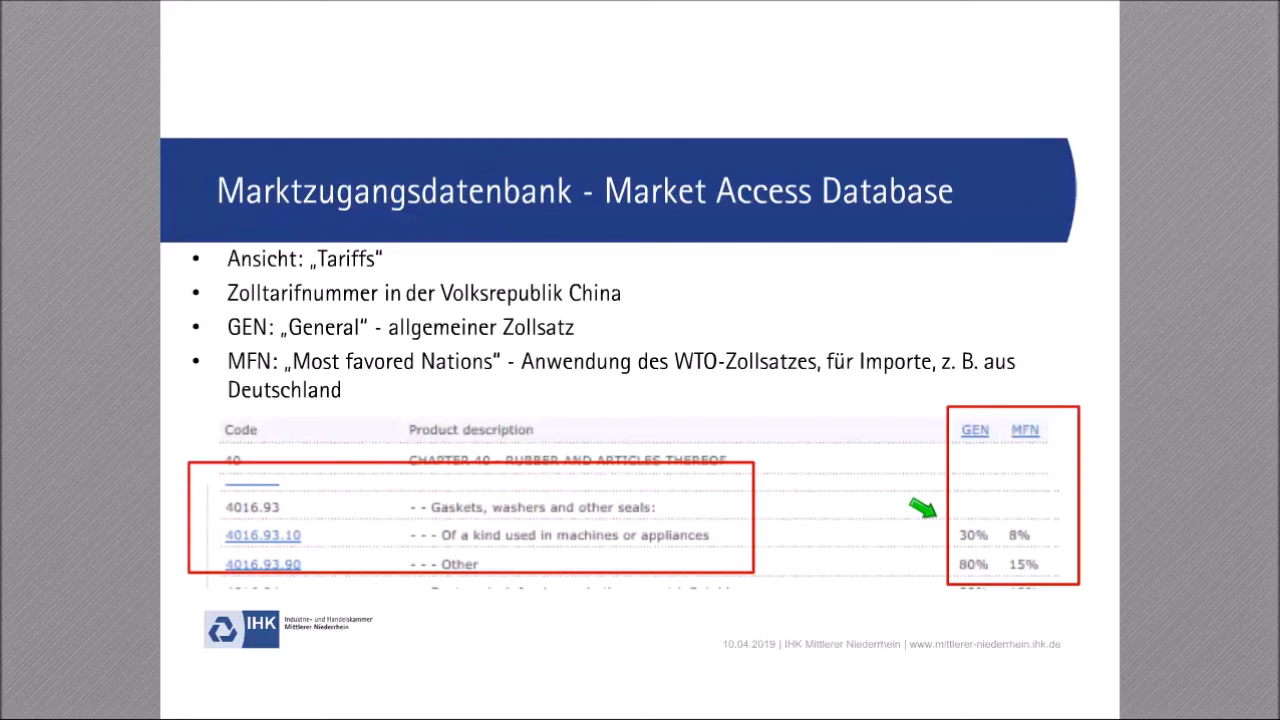 Marktzugangsdatenbank - Market Access Database
• Ansicht: „Tariffs“
• Zolltarifnummer in der Volksrepublik China
• GEN: „General“ - allgemeiner Zollsatz
• MFN: „Most favored Nations“ - Anwendung des WTO-Zollsatzes, für Importe, z. B. aus
Deutschland
Code Product description GEN MFN
40 CHAPTER 40 - RUBBER AND ARTICLES THEREOF
4016.93 - - Gaskets, washers and other seals:
4016.93.10 - - - Of a kind used in machines or appliances 30% 8%
4016.93.90 - - - Other 80% 15%
IHK Industrie- und Handelskammer
Mittlerer Niederrhein
10.04.2019 | IHK Mittlerer Niederrhein | www.mittlerer-niederrhein.ihk.de